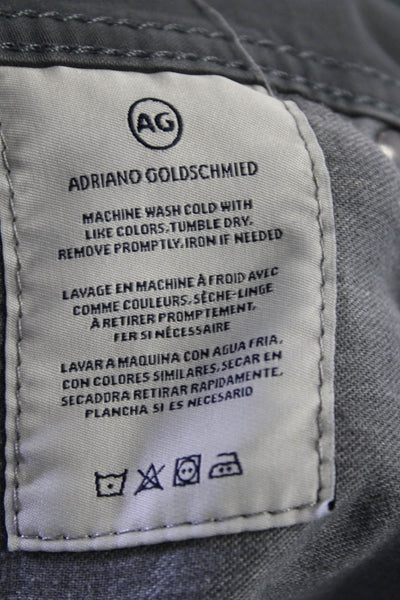 AG
ADRIANO GOLDSCHMIED
MACHINE WASH COLD WITH
LIKE COLORS, TUMBLE DRY,
REMOVE PROMPTLY, IRON IF NEEDED
LAVAGE EN MACHINE À FROID AVEC
COMME COULEURS, SÈCHE-LINGE
À RETIRER PROMPTEMENT,
FER SI NÉCESSAIRE
LAVAR A MAQUINA CON AGUA FRIA,
CON COLORES SIMILARES, SECAR EN
SECADORA RETIRAR RAPIDAMENTE,
PLANCHA SI ES NECESARIO